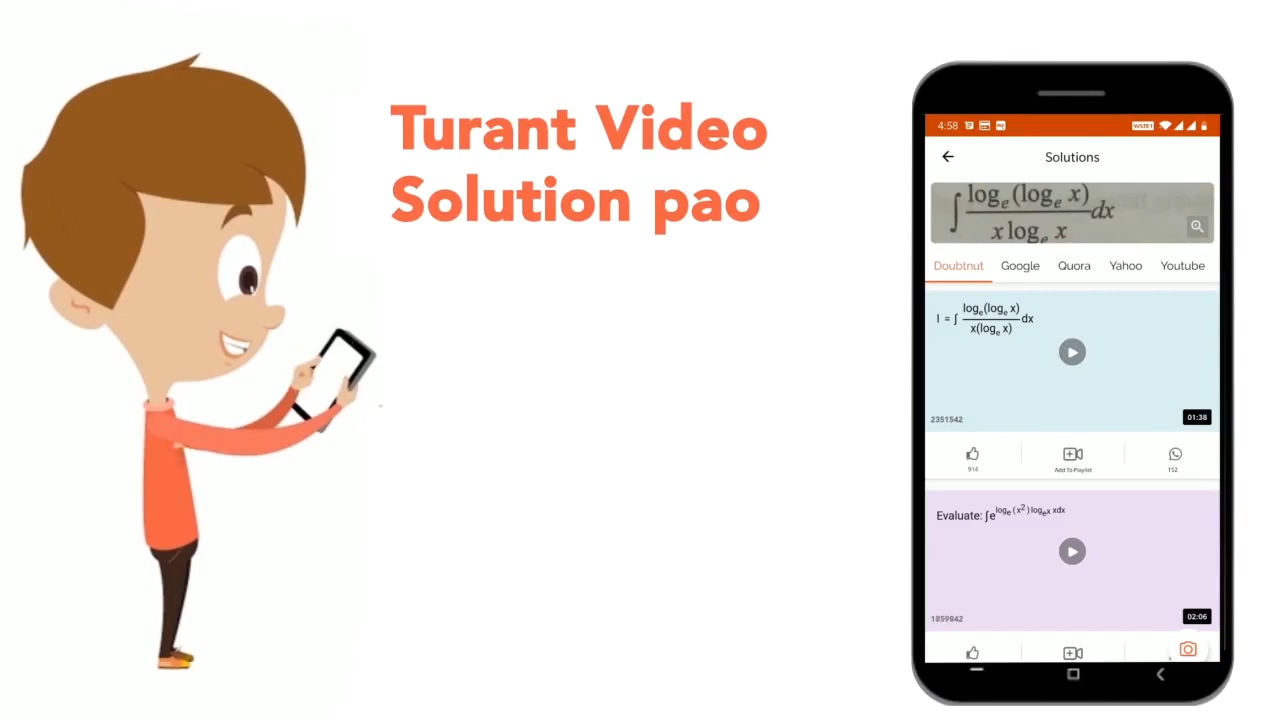 Turant Video
Solution pao
4:58
Solutions
∫ logₑ(logₑ x) / x logₑ x dx
Doubtnut Google Quora Yahoo Youtube
I = ∫ logₑ(logₑ x) / x(logₑ x) dx
2351542 01:38
914 Add To Playlist 152
Evaluate: ∫e^logₑ(x²)logₑx xdx
1859842 02:06